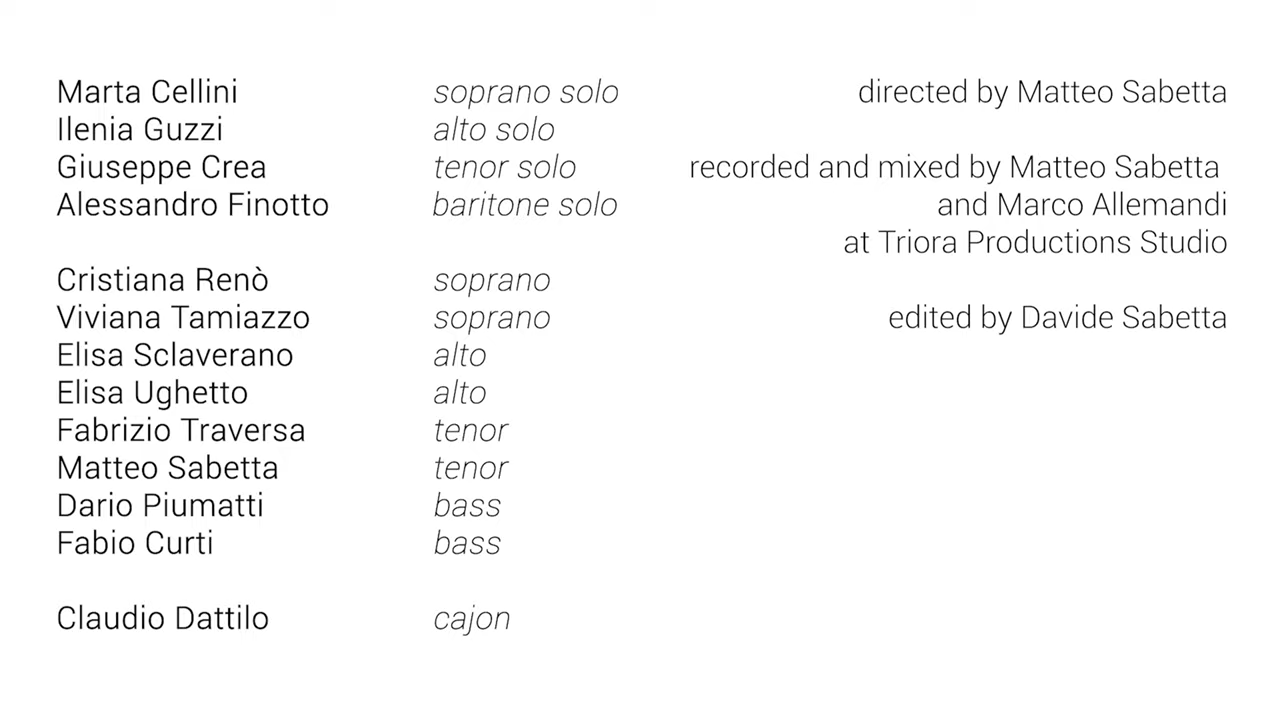 Marta Cellini soprano solo
Ilenia Guzzi alto solo
Giuseppe Crea tenor solo
Alessandro Finotto baritone solo
Cristiana Renò soprano
Viviana Tamiazzo soprano
Elisa Sclaverano alto
Elisa Ughetto alto
Fabrizio Traversa tenor
Matteo Sabetta tenor
Dario Piumatti bass
Fabio Curti bass
Claudio Dattilo cajon
directed by Matteo Sabetta
recorded and mixed by Matteo Sabetta
and Marco Allemandi
at Triora Productions Studio
edited by Davide Sabetta